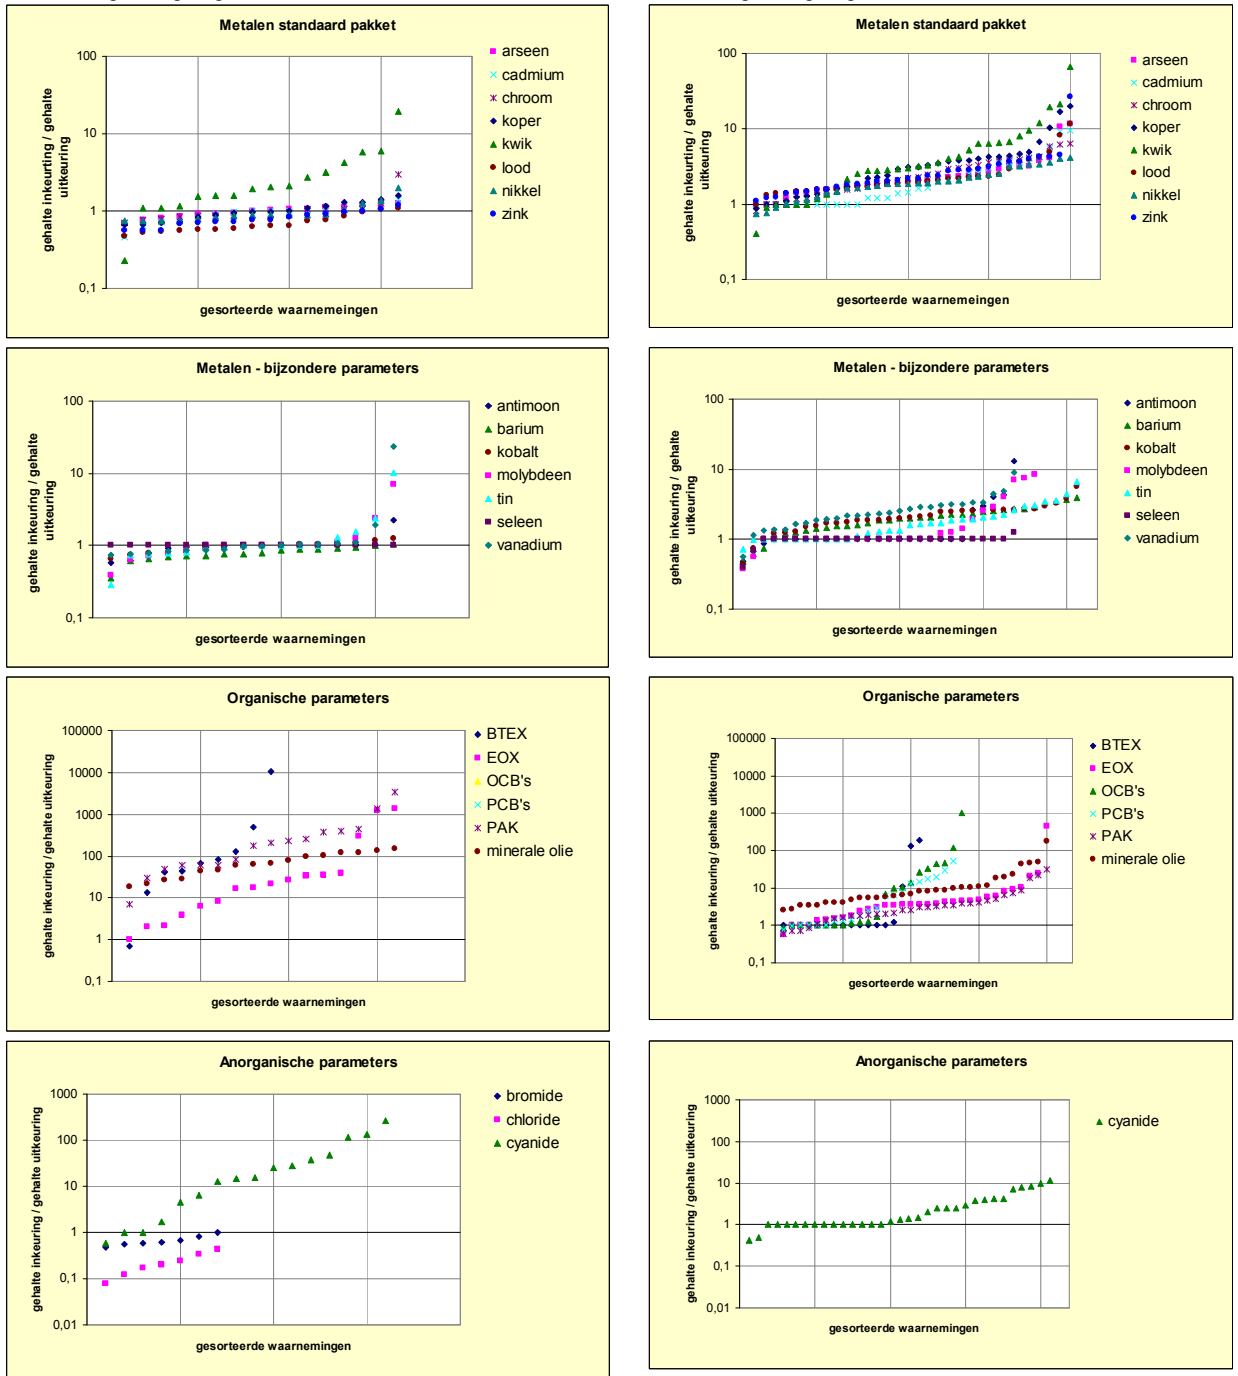 Metalen standaard pakket
gehalte inkeurting / gehalte
uitkeuring
100
10
1
0,1
gesorteerde waarnemeingen
arseen
cadmium
chroom
koper
kwik
lood
nikkel
zink
Metalen standaard pakket
gehalte inkeurting / gehalte
uitkeuring
100
10
1
0,1
gesorteerde waarnemeingen
arseen
cadmium
chroom
koper
kwik
lood
nikkel
zink
Metalen - bijzondere parameters
gehalte inkeuring / gehalte
uitkeuring
100
10
1
0,1
gesorteerde waarnemingen
antimoon
barium
kobalt
molybdeen
tin
seleen
vanadium
Metalen - bijzondere parameters
gehalte inkeuring / gehalte
uitkeuring
100
10
1
0,1
gesorteerde waarnemingen
antimoon
barium
kobalt
molybdeen
tin
seleen
vanadium
Organische parameters
gehalte inkeuring / gehalte uitkeuring
100000
10000
1000
100
10
1
0,1
gesorteerde waarnemingen
BTEX
EOX
OCB's
PCB's
PAK
minerale olie
Organische parameters
gehalte inkeuring / gehalte uitkeuring
100000
10000
1000
100
10
1
0,1
gesorteerde waarnemingen
BTEX
EOX
OCB's
PCB's
PAK
minerale olie
Anorganische parameters
gehalte inkeuring / gehalte uitkeuring
1000
100
10
1
0,1
0,01
gesorteerde waarnemingen
bromide
chloride
cyanide
Anorganische parameters
gehalte inkeuring / gehalte uitkeuring
1000
100
10
1
0,1
0,01
gesorteerde waarnemingen
cyanide